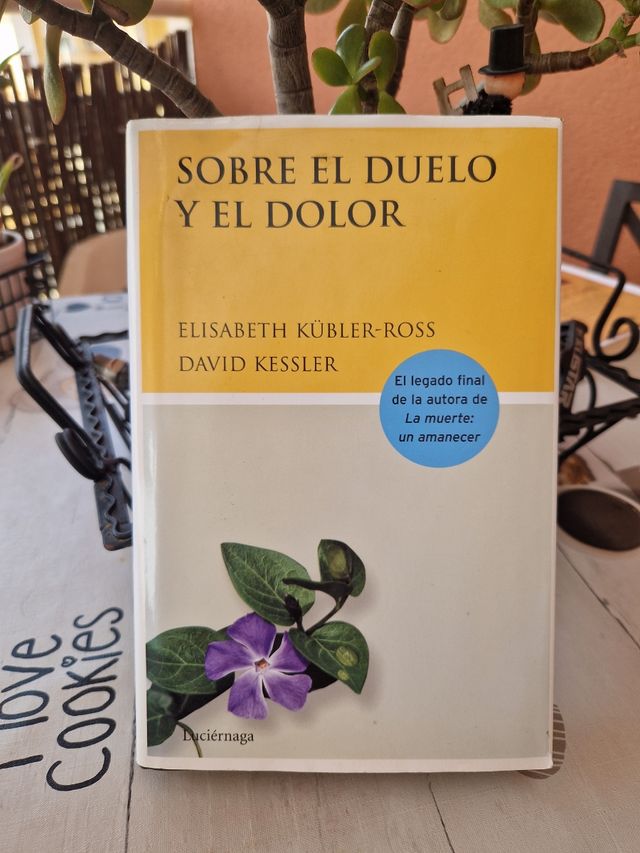 SOBRE EL DUELO
Y EL DOLOR
ELISABETH KÜBLER-ROSS
DAVID KESSLER
El legado final
de la autora de
La muerte:
un amanecer
Luciérnaga
I love
COOKiES